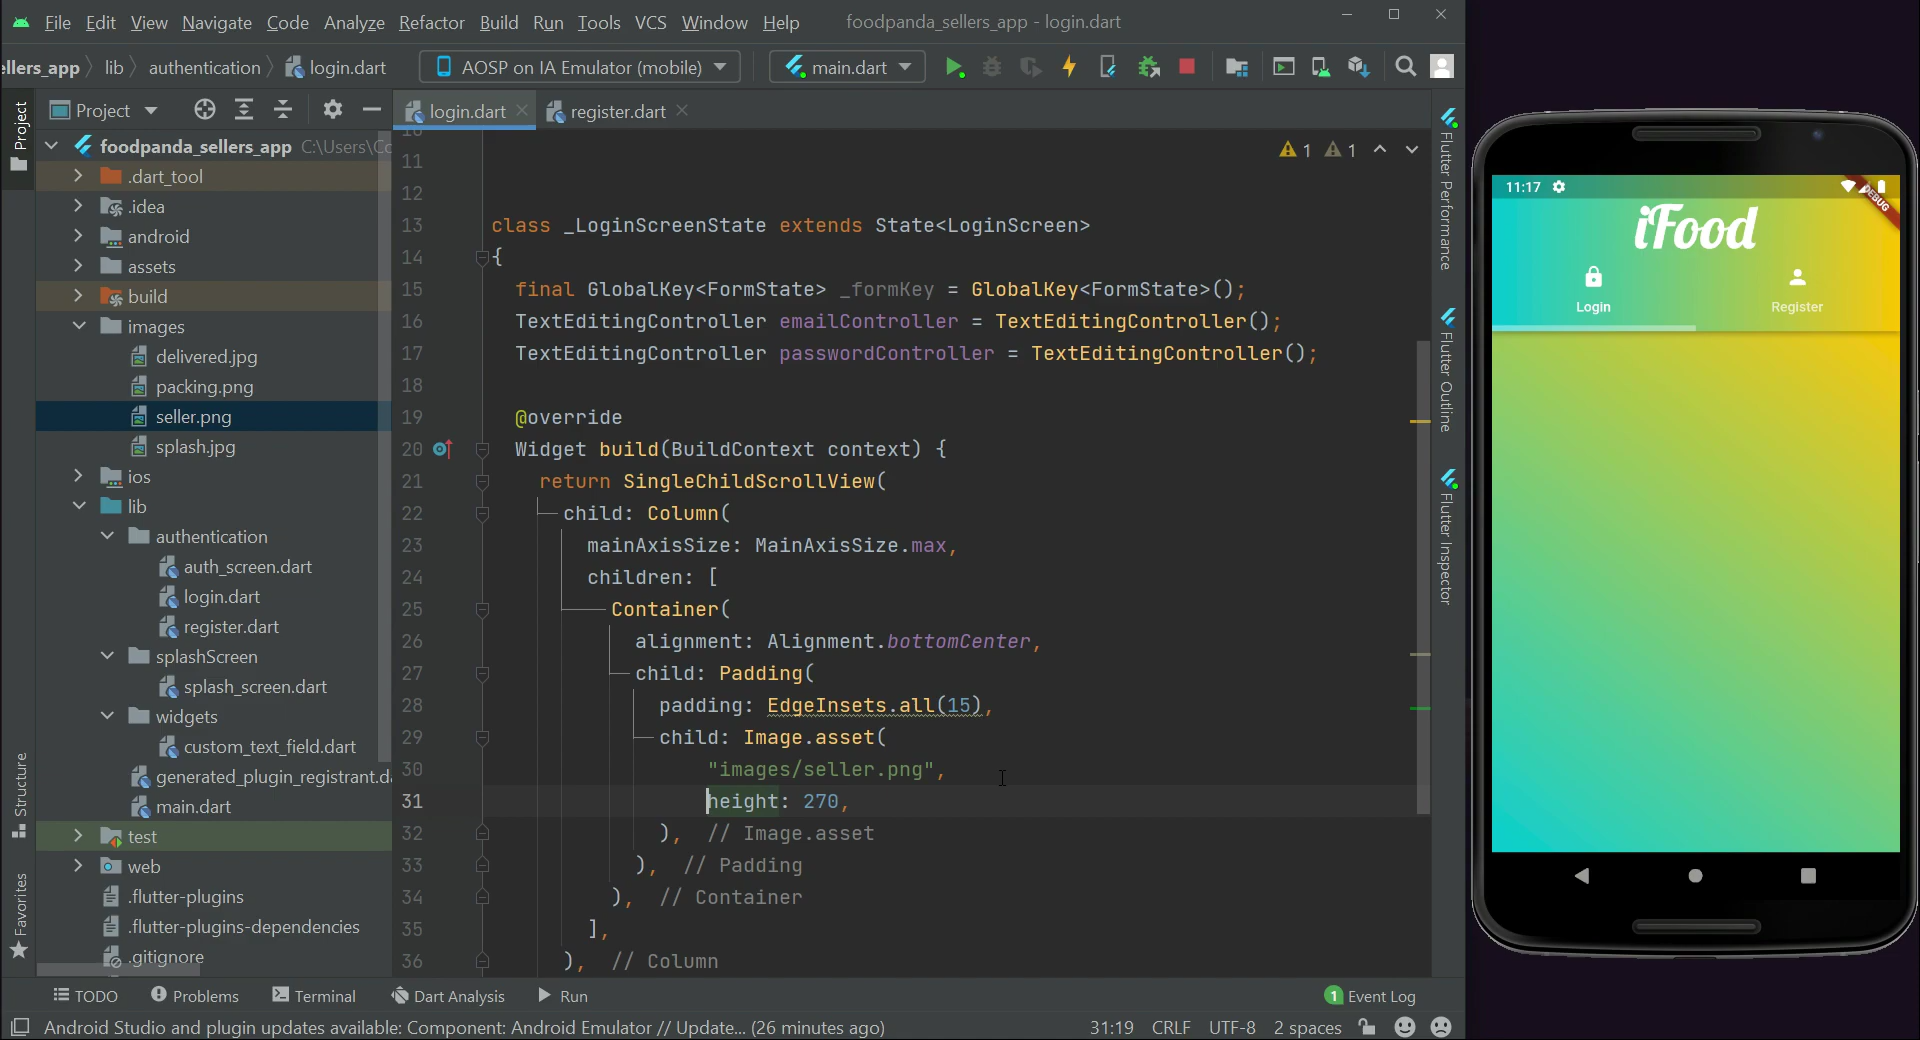 File Edit View Navigate Code Analyze Refactor Build Run Tools VCS Window Help foodpanda_sellers_app - login.dart
ellers_app lib authentication login.dart AOSP on IA Emulator (mobile) main.dart
Project login.dart register.dart
Project
Structure
Favorites
foodpanda_sellers_app C:\Users\Cc
.dart_tool
.idea
android
assets
build
images
delivered.jpg
packing.png
seller.png
splash.jpg
ios
lib
authentication
auth_screen.dart
login.dart
register.dart
splashScreen
splash_screen.dart
widgets
custom_text_field.dart
generated_plugin_registrant.da
main.dart
test
web
.flutter-plugins
.flutter-plugins-dependencies
.gitignore
1 1
10
11
12
13 class _LoginScreenState extends State<LoginScreen>
14 {
15 final GlobalKey<FormState> _formKey = GlobalKey<FormState>();
16 TextEditingController emailController = TextEditingController();
17 TextEditingController passwordController = TextEditingController();
18
19 @override
20 Widget build(BuildContext context) {
21 return SingleChildScrollView(
22 child: Column(
23 mainAxisSize: MainAxisSize.max,
24 children: [
25 Container(
26 alignment: Alignment.bottomCenter,
27 child: Padding(
28 padding: EdgeInsets.all(15),
29 child: Image.asset(
30 "images/seller.png",
31 height: 270,
32 ), // Image.asset
33 ), // Padding
34 ), // Container
35 ],
36 ), // Column
Flutter Performance
Flutter Outline
Flutter Inspector
11:17
DEBUG
iFood
Login Register
TODO Problems Terminal Dart Analysis Run 1 Event Log
Android Studio and plugin updates available: Component: Android Emulator // Update... (26 minutes ago) 31:19 CRLF UTF-8 2 spaces